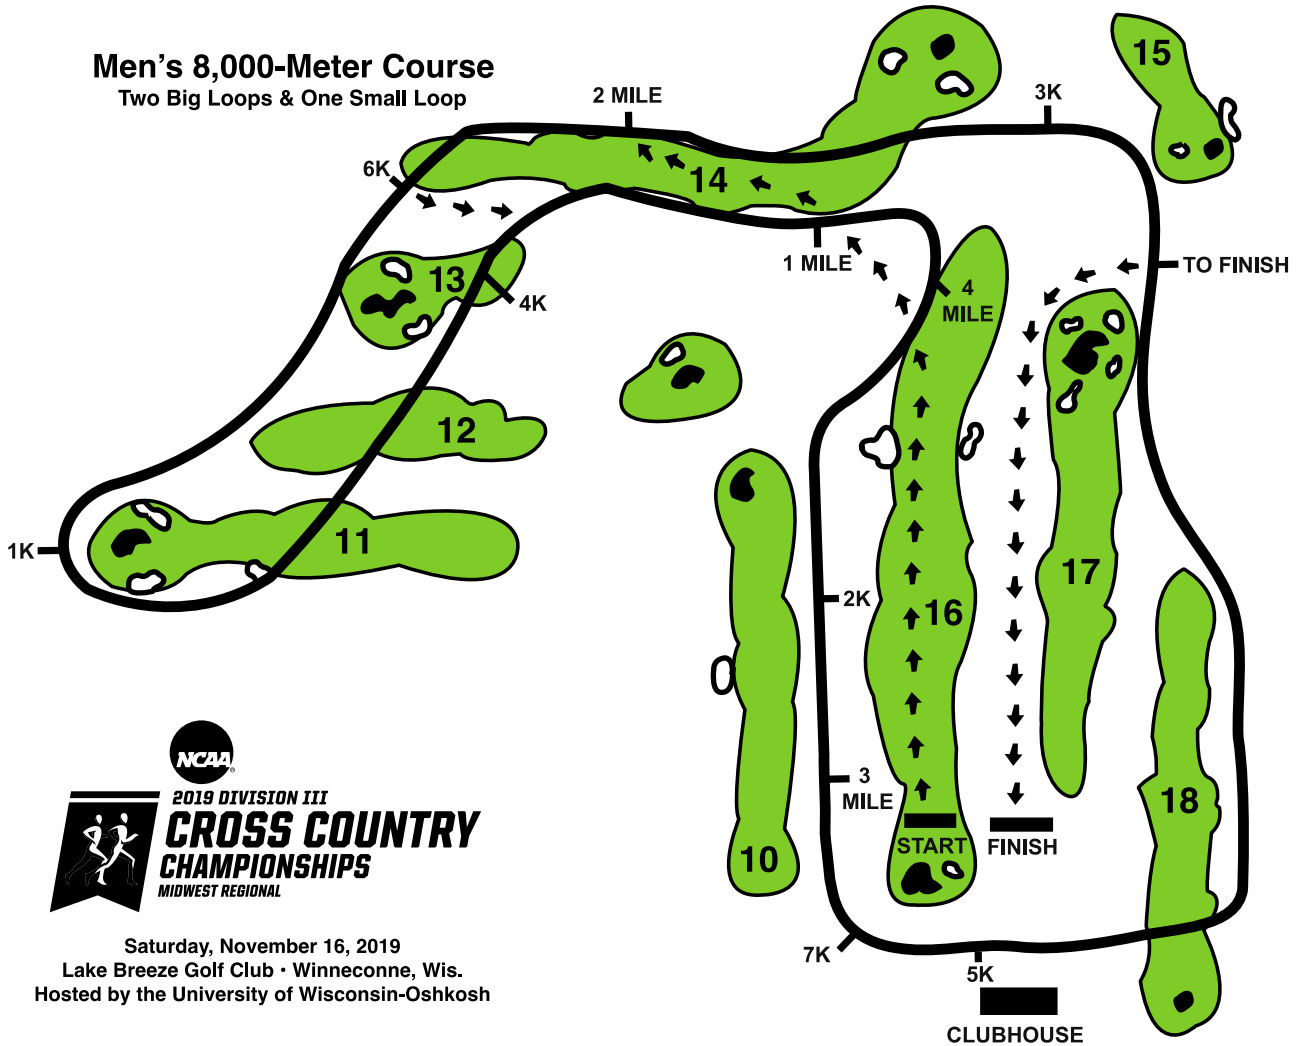 Men's 8,000-Meter Course
Two Big Loops & One Small Loop
2 MILE
3K
15
6K
14
1 MILE
TO FINISH
13
4K
4
MILE
12
11
1K
17
2K
16
3
MILE
18
START
FINISH
10
7K
5K
CLUBHOUSE
NCAA®
2019 DIVISION III
CROSS COUNTRY
CHAMPIONSHIPS
MIDWEST REGIONAL
Saturday, November 16, 2019
Lake Breeze Golf Club • Winneconne, Wis.
Hosted by the University of Wisconsin-Oshkosh